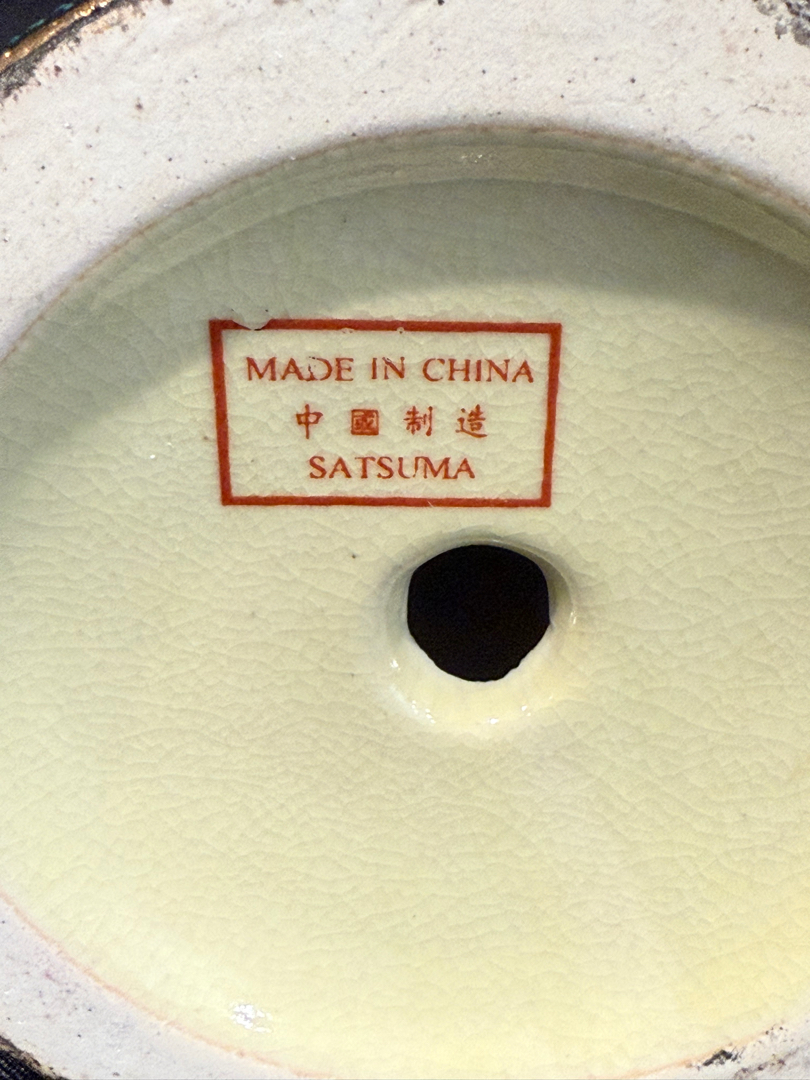 MADE IN CHINA
中國制造
SATSUMA